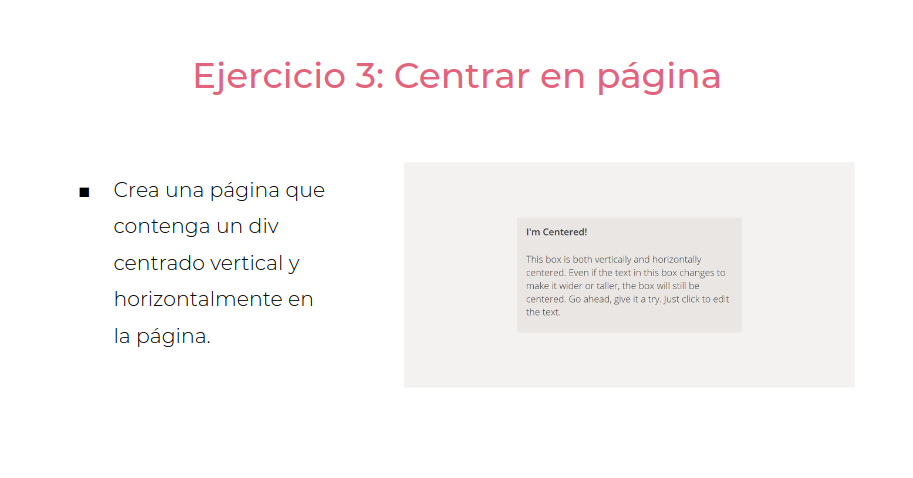 Ejercicio 3: Centrar en página
■ Crea una página que
contenga un div
centrado vertical y
horizontalmente en
la página.
I'm Centered!
This box is both vertically and horizontally
centered. Even if the text in this box changes to
make it wider or taller, the box will still be
centered. Go ahead, give it a try. Just click to edit
the text.